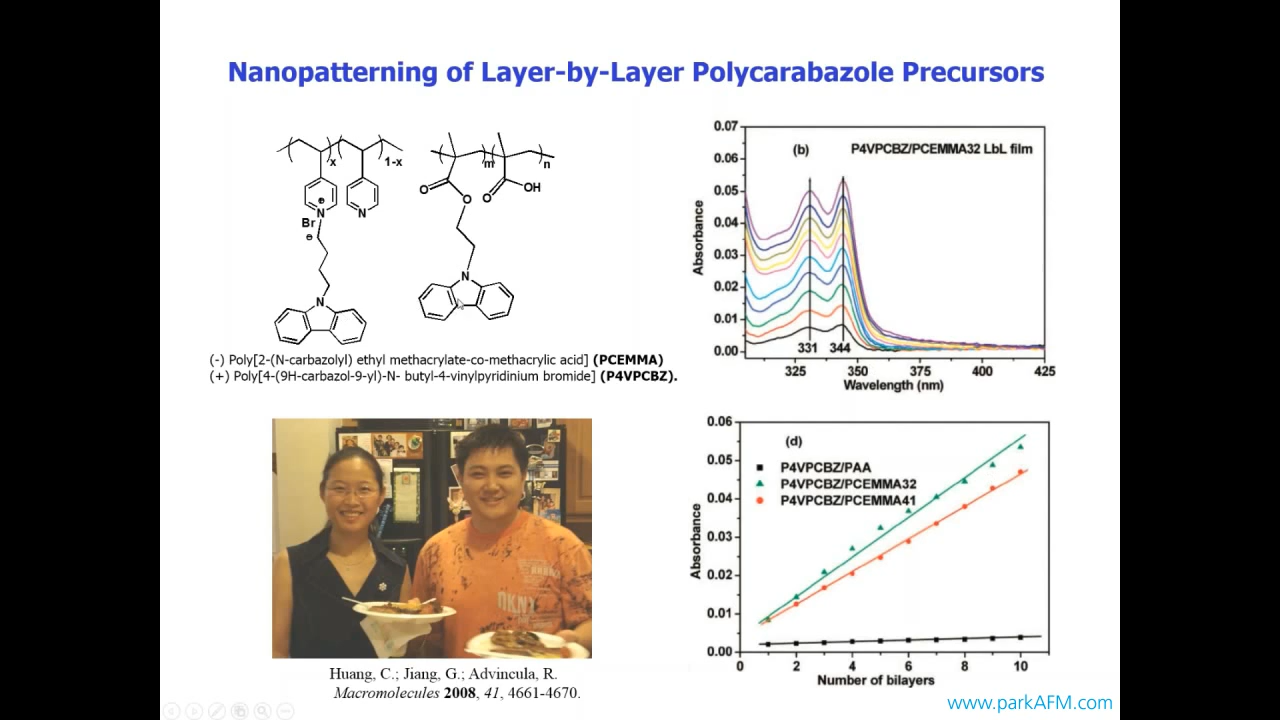 Nanopatterning of Layer-by-Layer Polycarabazole Precursors
x
1-x
N
⊕
Br
⊖
N
N
m
n
O
O
O
OH
N
(-) Poly[2-(N-carbazolyl) ethyl methacrylate-co-methacrylic acid] (PCEMMA)
(+) Poly[4-(9H-carbazol-9-yl)-N- butyl-4-vinylpyridinium bromide] (P4VPCBZ).
(b)
P4VPCBZ/PCEMMA32 LbL film
Absorbance
0.07
0.06
0.05
0.04
0.03
0.02
0.01
0.00
331
344
325
350
375
400
425
Wavelength (nm)
(d)
P4VPCBZ/PAA
P4VPCBZ/PCEMMA32
P4VPCBZ/PCEMMA41
Absorbance
0.06
0.05
0.04
0.03
0.02
0.01
0.00
0
2
4
6
8
10
Number of bilayers
DKNY
Huang, C.; Jiang, G.; Advincula, R.
Macromolecules 2008, 41, 4661-4670.
www.parkAFM.com